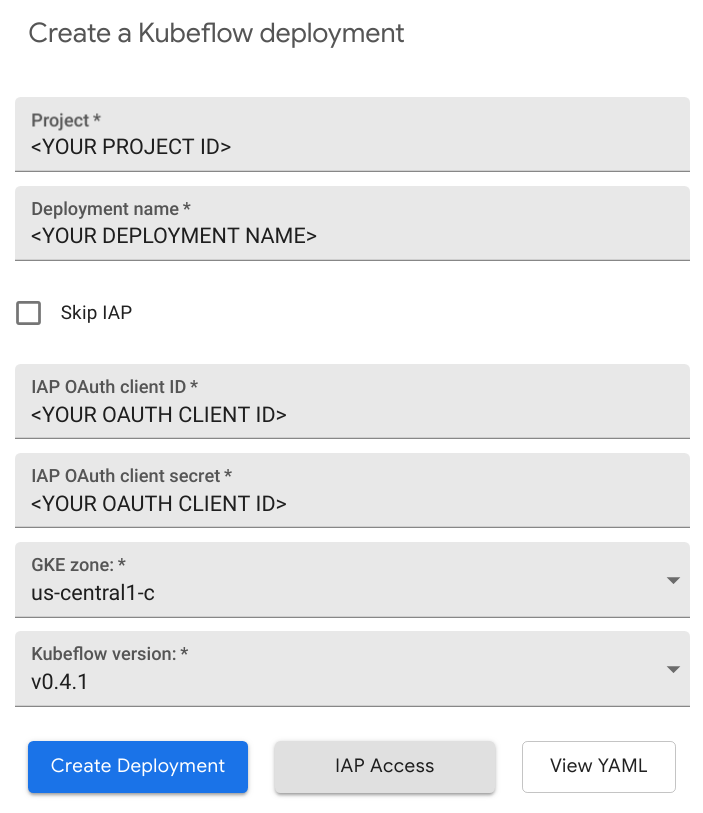 Create a Kubeflow deployment
Project *
<YOUR PROJECT ID>
Deployment name *
<YOUR DEPLOYMENT NAME>
Skip IAP
IAP OAuth client ID *
<YOUR OAUTH CLIENT ID>
IAP OAuth client secret *
<YOUR OAUTH CLIENT ID>
GKE zone: *
us-central1-c
Kubeflow version: *
v0.4.1
Create Deployment
IAP Access
View YAML